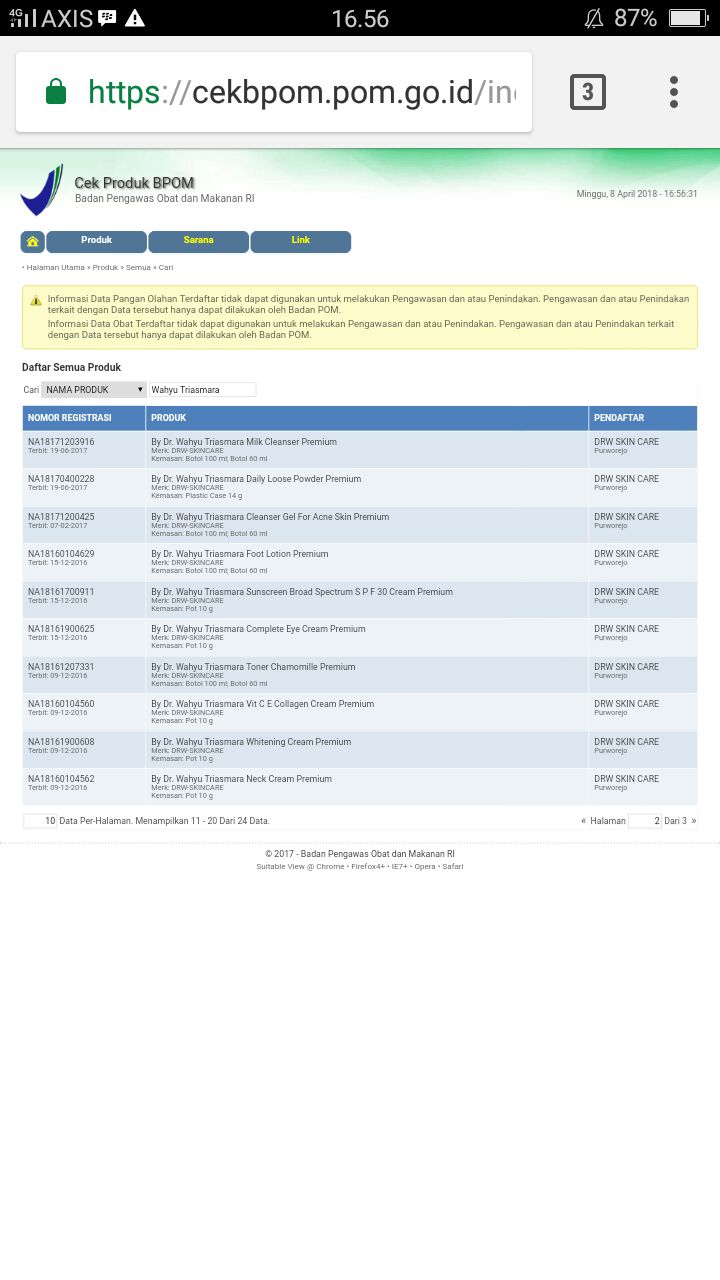 4G AXIS 16.56 87%
https://cekbpom.pom.go.id/in
3
Cek Produk BPOM
Badan Pengawas Obat dan Makanan RI
Minggu, 8 April 2018 - 16:56:31
Produk Sarana Link
• Halaman Utama » Produk » Semua » Cari
Informasi Data Pangan Olahan Terdaftar tidak dapat digunakan untuk melakukan Pengawasan dan atau Penindakan. Pengawasan dan atau Penindakan
terkait dengan Data tersebut hanya dapat dilakukan oleh Badan POM.
Informasi Data Obat Terdaftar tidak dapat digunakan untuk melakukan Pengawasan dan atau Penindakan. Pengawasan dan atau Penindakan terkait
dengan Data tersebut hanya dapat dilakukan oleh Badan POM.
Daftar Semua Produk
Cari NAMA PRODUK Wahyu Triasmara
NOMOR REGISTRASI PRODUK PENDAFTAR
NA18171203916 By Dr. Wahyu Triasmara Milk Cleanser Premium DRW SKIN CARE
Terbit: 19-06-2017 Merk: DRW-SKINCARE Purworejo
Kemasan: Botol 100 ml; Botol 60 ml
NA18170400228 By Dr. Wahyu Triasmara Daily Loose Powder Premium DRW SKIN CARE
Terbit: 19-06-2017 Merk: DRW-SKINCARE Purworejo
Kemasan: Plastic Case 14 g
NA18171200425 By Dr. Wahyu Triasmara Cleanser Gel For Acne Skin Premium DRW SKIN CARE
Terbit: 07-02-2017 Merk: DRW-SKINCARE Purworejo
Kemasan: Botol 100 ml; Botol 60 ml
NA18160104629 By Dr. Wahyu Triasmara Foot Lotion Premium DRW SKIN CARE
Terbit: 15-12-2016 Merk: DRW-SKINCARE Purworejo
Kemasan: Botol 100 ml; Botol 60 ml
NA18161700911 By Dr. Wahyu Triasmara Sunscreen Broad Spectrum S P F 30 Cream Premium DRW SKIN CARE
Terbit: 15-12-2016 Merk: DRW-SKINCARE Purworejo
Kemasan: Pot 10 g
NA18161900625 By Dr. Wahyu Triasmara Complete Eye Cream Premium DRW SKIN CARE
Terbit: 15-12-2016 Merk: DRW-SKINCARE Purworejo
Kemasan: Pot 10 g
NA18161207331 By Dr. Wahyu Triasmara Toner Chamomille Premium DRW SKIN CARE
Terbit: 09-12-2016 Merk: DRW-SKINCARE Purworejo
Kemasan: Botol 100 ml; Botol 60 ml
NA18160104560 By Dr. Wahyu Triasmara Vit C E Collagen Cream Premium DRW SKIN CARE
Terbit: 09-12-2016 Merk: DRW-SKINCARE Purworejo
Kemasan: Pot 10 g
NA18161900608 By Dr. Wahyu Triasmara Whitening Cream Premium DRW SKIN CARE
Terbit: 09-12-2016 Merk: DRW-SKINCARE Purworejo
Kemasan: Pot 10 g
NA18160104562 By Dr. Wahyu Triasmara Neck Cream Premium DRW SKIN CARE
Terbit: 09-12-2016 Merk: DRW-SKINCARE Purworejo
Kemasan: Pot 10 g
10 Data Per-Halaman. Menampilkan 11 - 20 Dari 24 Data. « Halaman 2 Dari 3 »
© 2017 - Badan Pengawas Obat dan Makanan RI
Suitable View @ Chrome • Firefox4+ • IE7+ • Opera • Safari